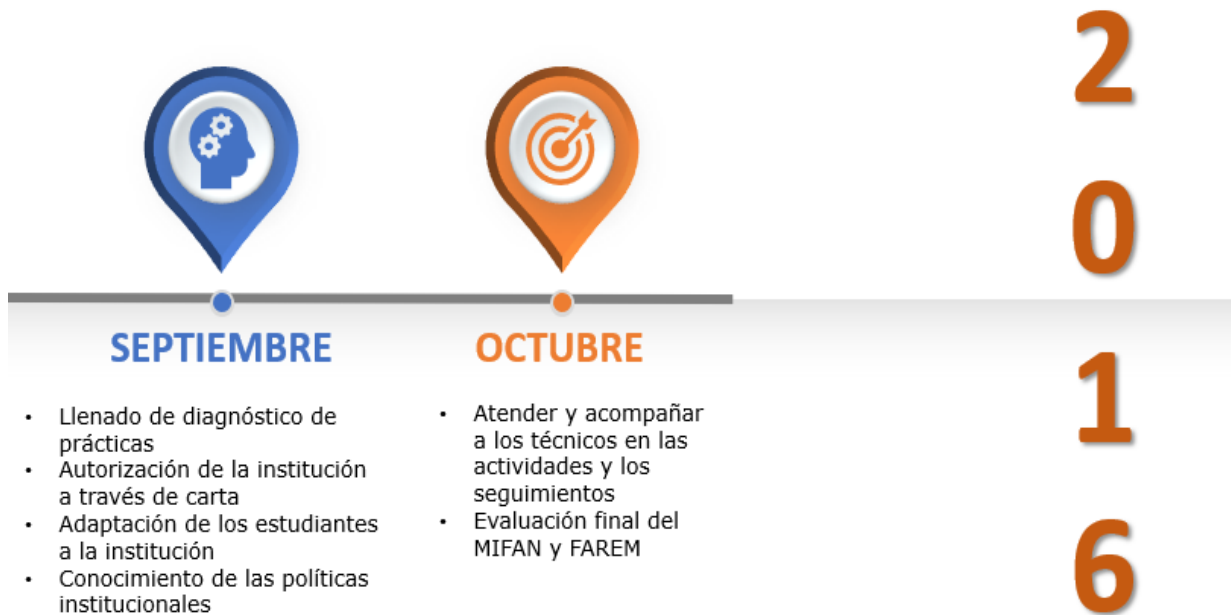 SEPTIEMBRE
• Llenado de diagnóstico de
prácticas
• Autorización de la institución
a través de carta
• Adaptación de los estudiantes
a la institución
• Conocimiento de las políticas
institucionales
OCTUBRE
• Atender y acompañar
a los técnicos en las
actividades y los
seguimientos
• Evaluación final del
MIFAN y FAREM
2
0
1
6